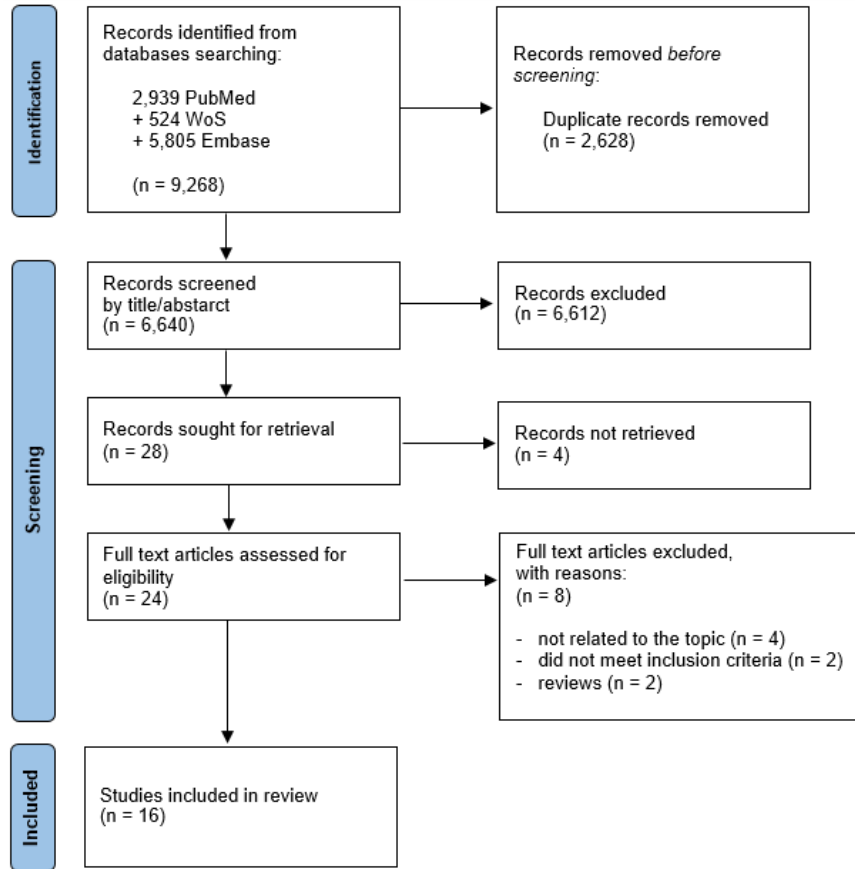 Identification
Records identified from
databases searching:
2,939 PubMed
+ 524 WoS
+ 5,805 Embase
(n = 9,268)
Records removed before
screening:
Duplicate records removed
(n = 2,628)
Screening
Records screened
by title/abstarct
(n = 6,640)
Records excluded
(n = 6,612)
Records sought for retrieval
(n = 28)
Records not retrieved
(n = 4)
Full text articles assessed for
eligibility
(n = 24)
Full text articles excluded,
with reasons:
(n = 8)
- not related to the topic (n = 4)
- did not meet inclusion criteria (n = 2)
- reviews (n = 2)
Included
Studies included in review
(n = 16)